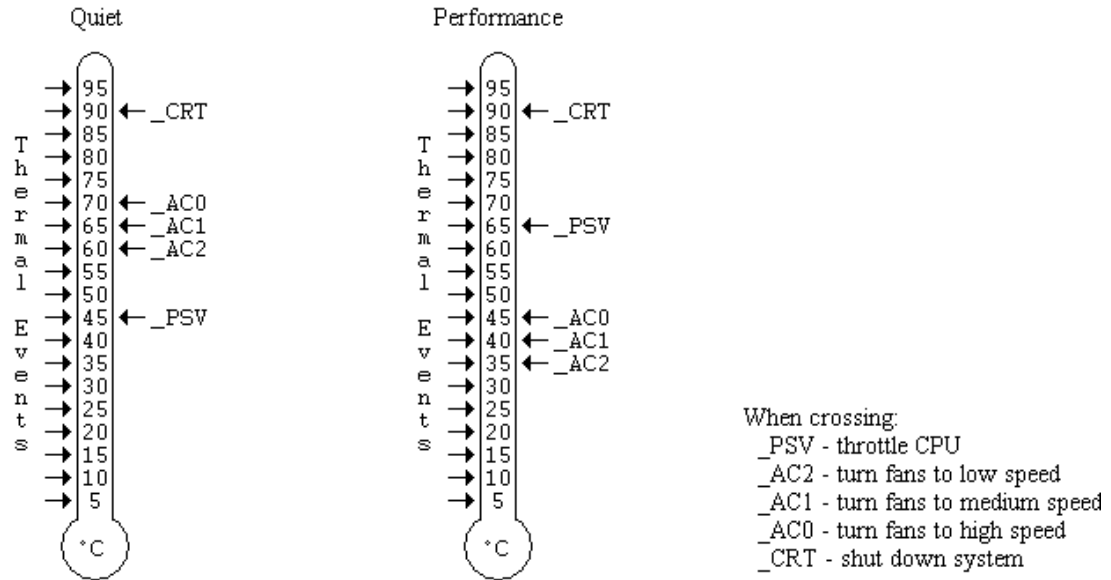 Quiet
Performance
95
90 _CRT
85
80
75
70 _AC0
65 _AC1
60 _AC2
55
50
45 _PSV
40
35
30
25
20
15
10
5
°C
Thermal Events
95
90 _CRT
85
80
75
70
65 _PSV
60
55
50
45 _AC0
40 _AC1
35 _AC2
30
25
20
15
10
5
°C
Thermal Events
When crossing:
_PSV - throttle CPU
_AC2 - turn fans to low speed
_AC1 - turn fans to medium speed
_AC0 - turn fans to high speed
_CRT - shut down system